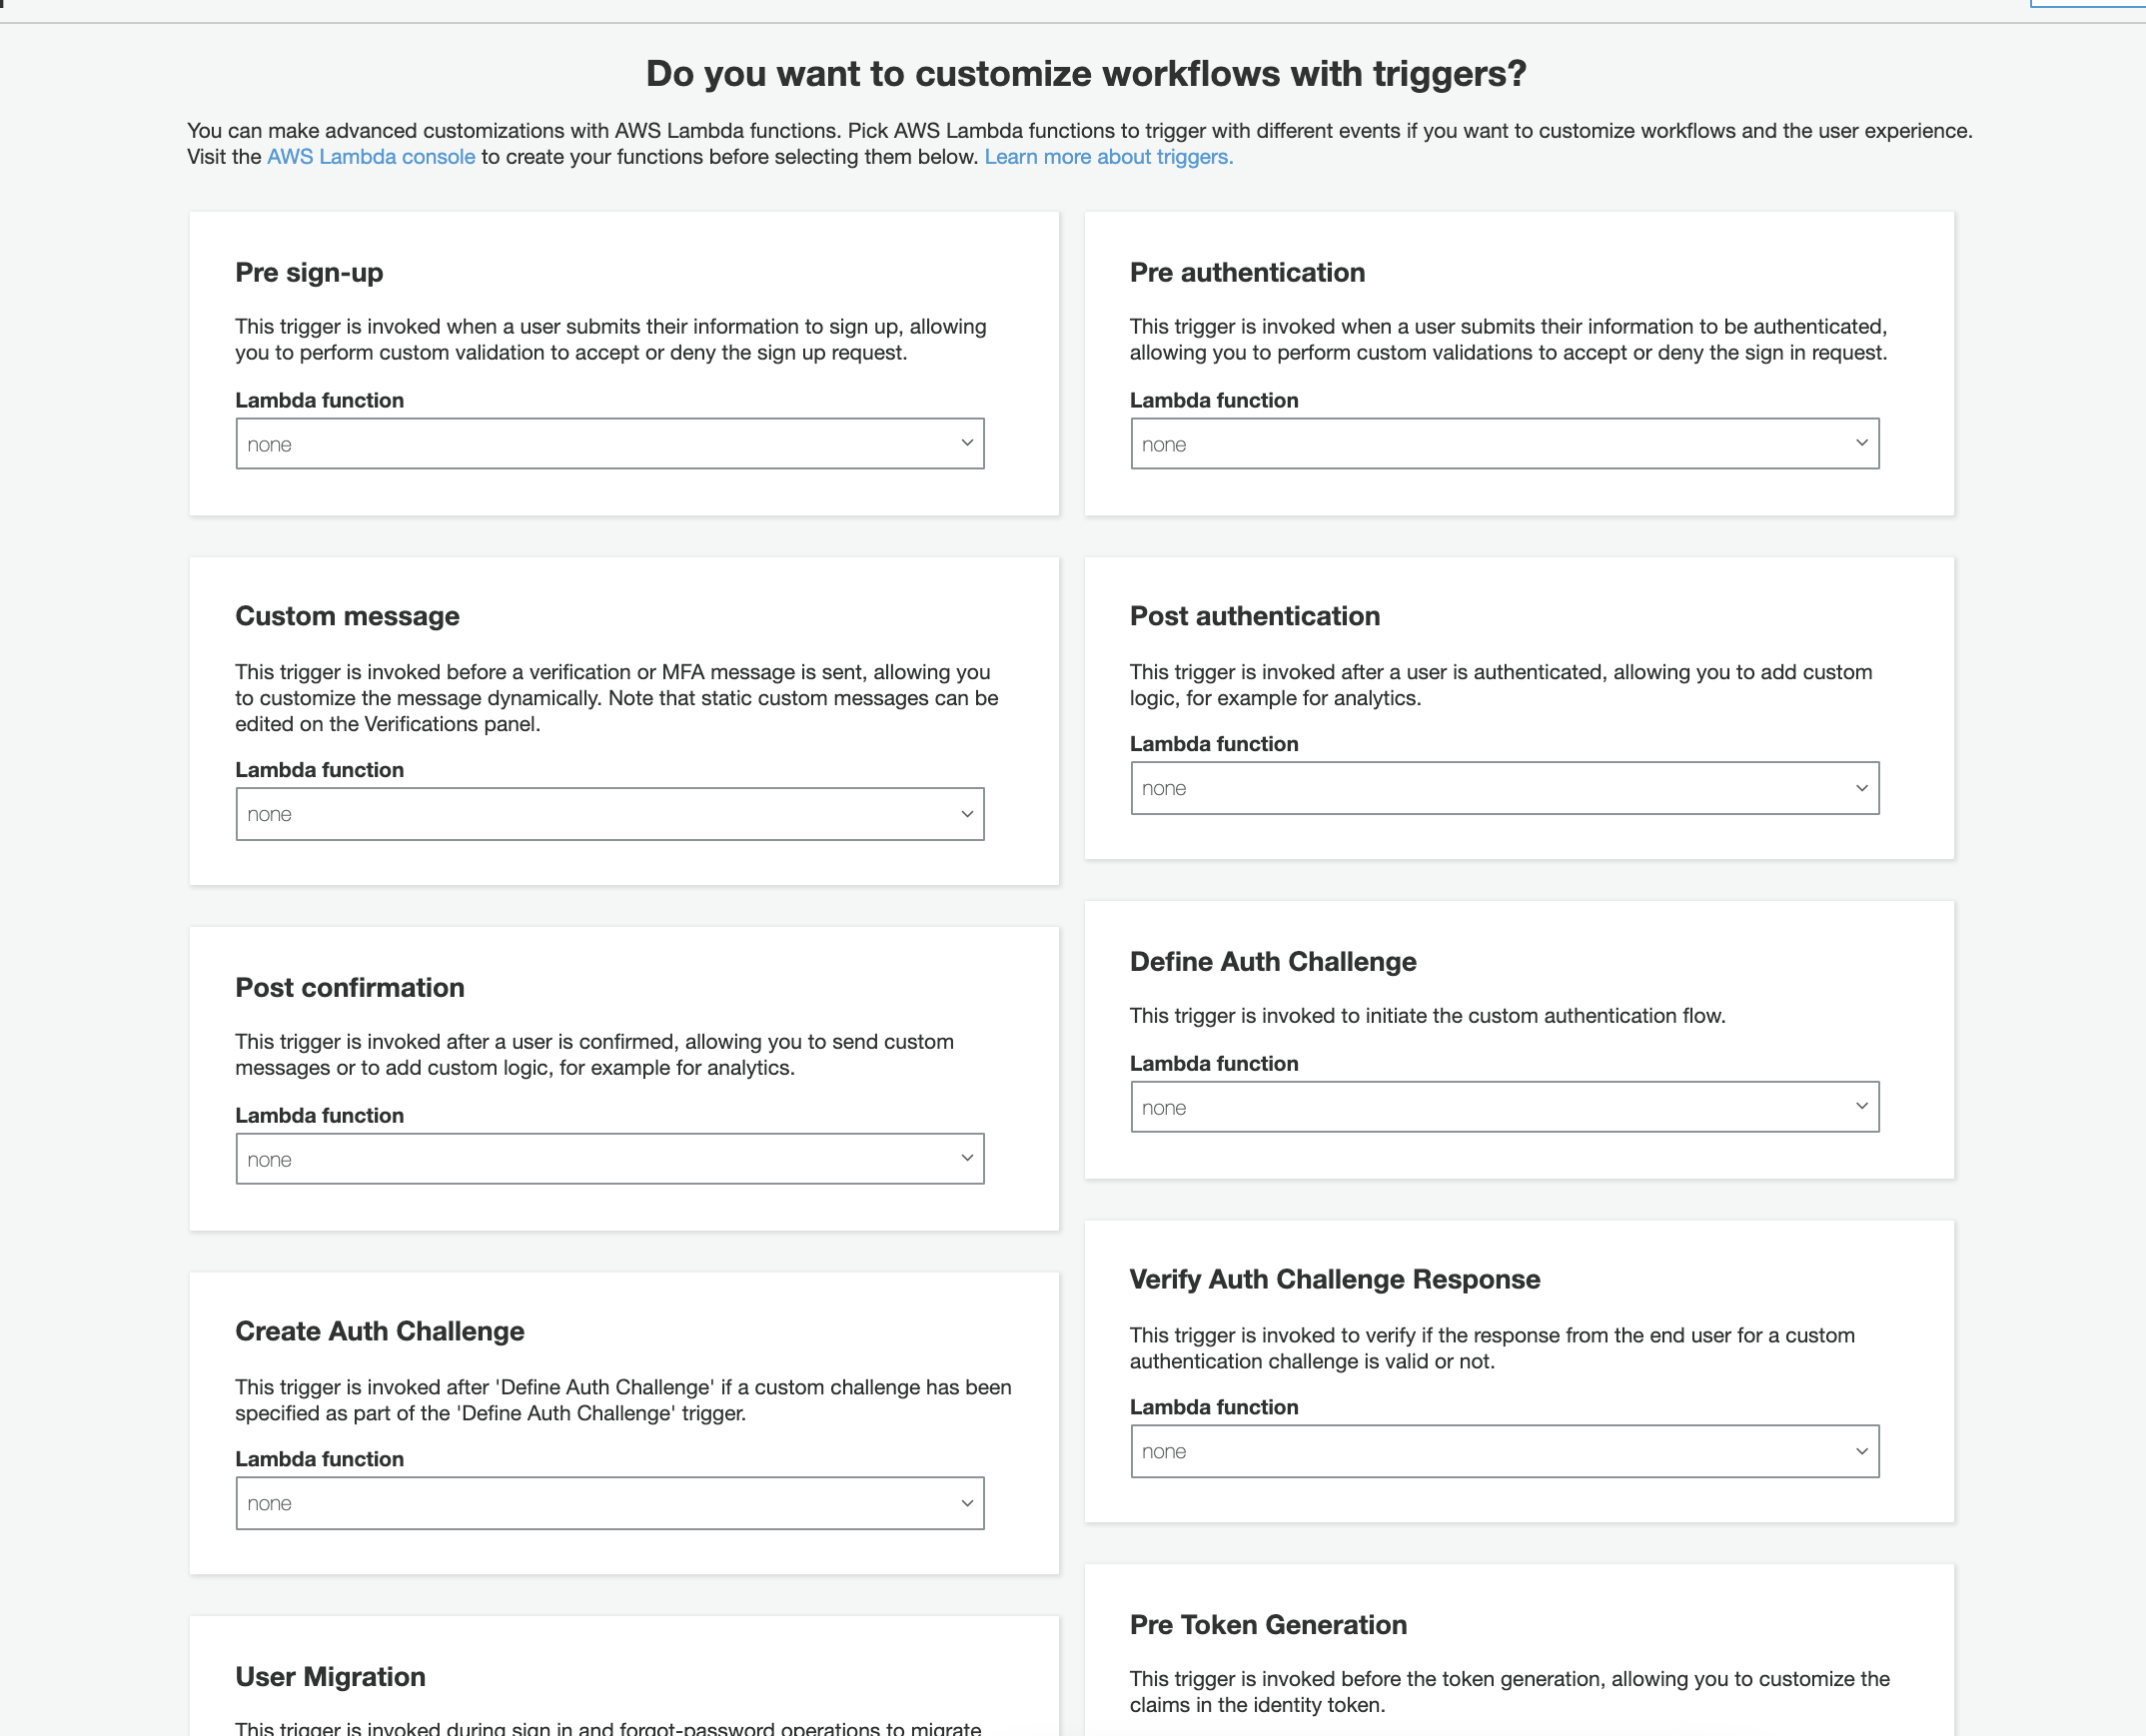 Do you want to customize workflows with triggers?
You can make advanced customizations with AWS Lambda functions. Pick AWS Lambda functions to trigger with different events if you want to customize workflows and the user experience.
Visit the AWS Lambda console to create your functions before selecting them below. Learn more about triggers.
Pre sign-up
This trigger is invoked when a user submits their information to sign up, allowing
you to perform custom validation to accept or deny the sign up request.
Lambda function
none
Pre authentication
This trigger is invoked when a user submits their information to be authenticated,
allowing you to perform custom validations to accept or deny the sign in request.
Lambda function
none
Custom message
This trigger is invoked before a verification or MFA message is sent, allowing you
to customize the message dynamically. Note that static custom messages can be
edited on the Verifications panel.
Lambda function
none
Post authentication
This trigger is invoked after a user is authenticated, allowing you to add custom
logic, for example for analytics.
Lambda function
none
Post confirmation
This trigger is invoked after a user is confirmed, allowing you to send custom
messages or to add custom logic, for example for analytics.
Lambda function
none
Define Auth Challenge
This trigger is invoked to initiate the custom authentication flow.
Lambda function
none
Create Auth Challenge
This trigger is invoked after 'Define Auth Challenge' if a custom challenge has been
specified as part of the 'Define Auth Challenge' trigger.
Lambda function
none
Verify Auth Challenge Response
This trigger is invoked to verify if the response from the end user for a custom
authentication challenge is valid or not.
Lambda function
none
User Migration
This trigger is invoked during sign in and forgot-password operations to migrate
Pre Token Generation
This trigger is invoked before the token generation, allowing you to customize the
claims in the identity token.